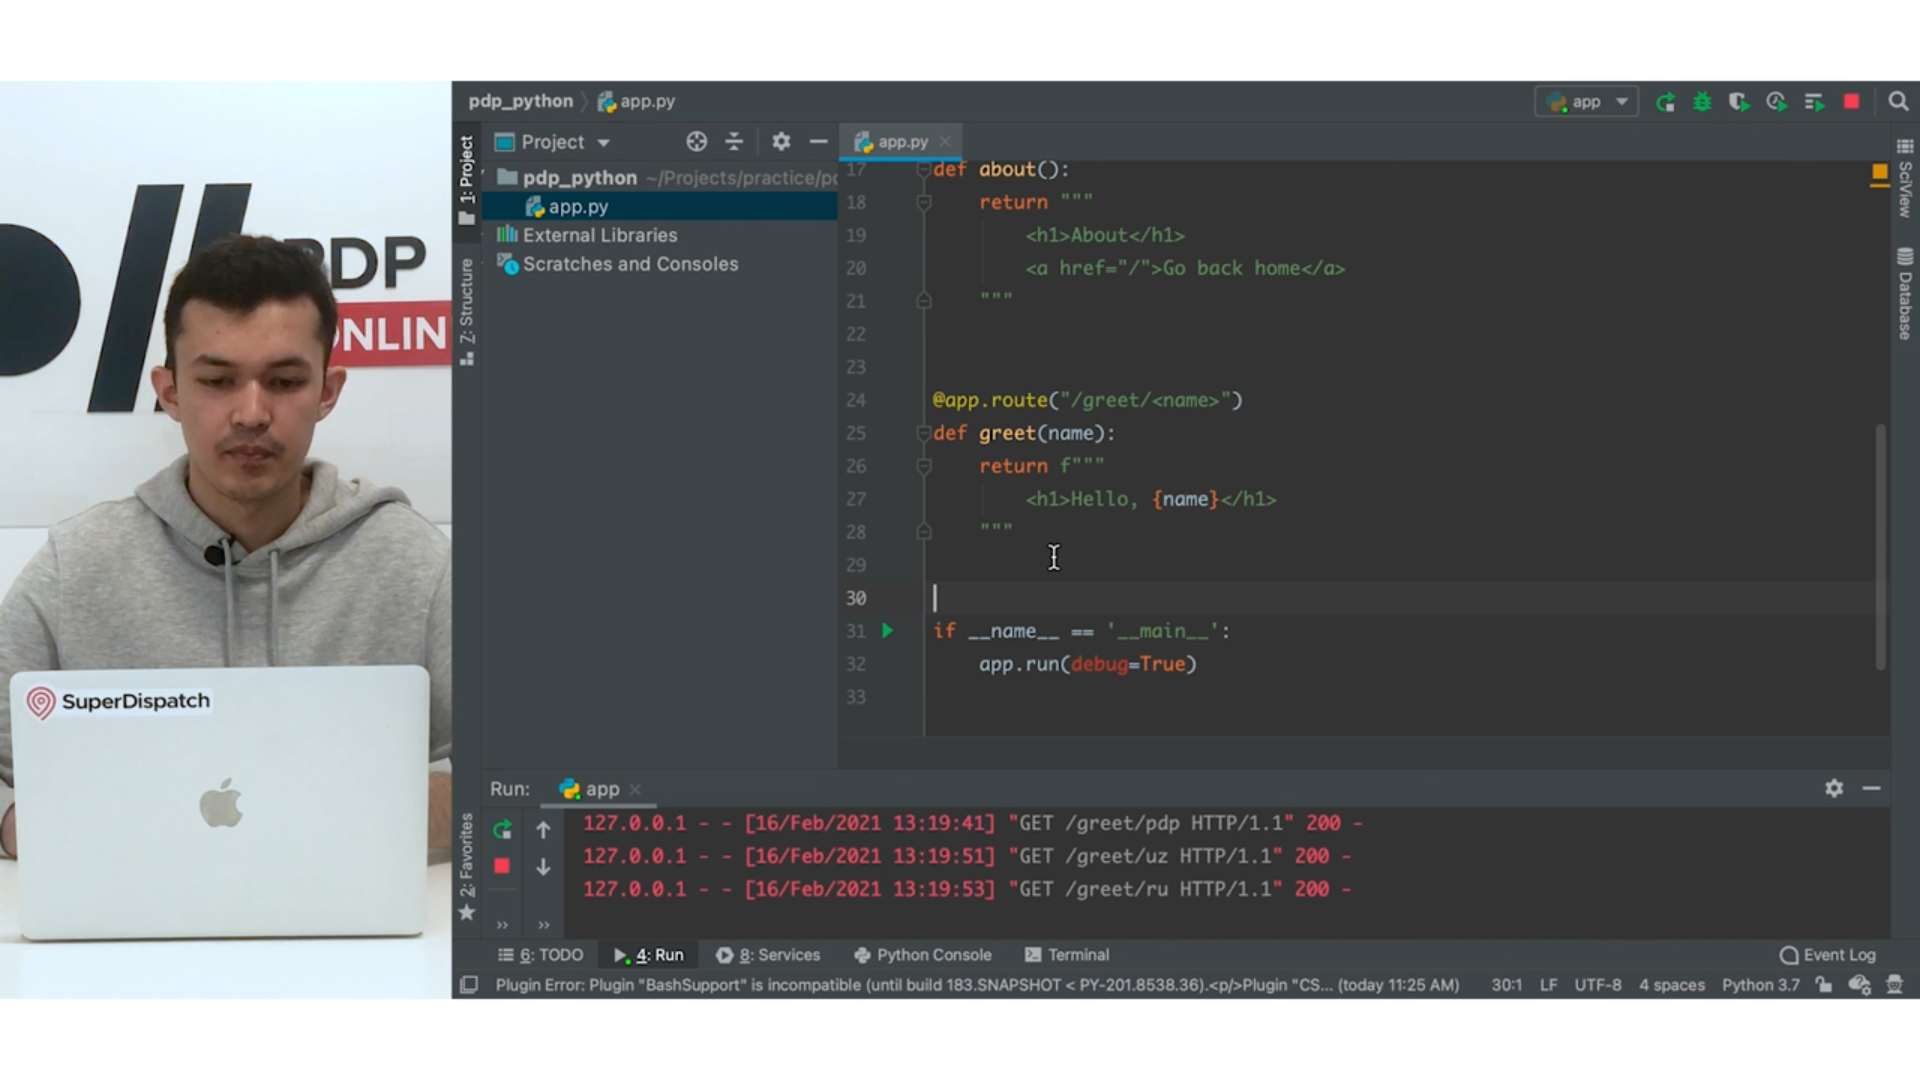 PDP
ONLIN
SuperDispatch
pdp_python
app.py
app
1: Project
Project
app.py
pdp_python ~/Projects/practice/
app.py
External Libraries
Scratches and Consoles
Z: Structure
2: Favorites
SciView
Database
17 def about():
18 return """
19 <h1>About</h1>
20 <a href="/">Go back home</a>
21 """
22
23
24 @app.route("/greet/<name>")
25 def greet(name):
26 return f"""
27 <h1>Hello, {name}</h1>
28 """
29
30
31 if __name__ == '__main__':
32 app.run(debug=True)
33
Run: app
127.0.0.1 - - [16/Feb/2021 13:19:41] "GET /greet/pdp HTTP/1.1" 200 -
127.0.0.1 - - [16/Feb/2021 13:19:51] "GET /greet/uz HTTP/1.1" 200 -
127.0.0.1 - - [16/Feb/2021 13:19:53] "GET /greet/ru HTTP/1.1" 200 -
6: TODO 4: Run 8: Services Python Console Terminal Event Log
Plugin Error: Plugin "BashSupport" is incompatible (until build 183.SNAPSHOT < PY-201.8538.36).<p/>Plugin "CS... (today 11:25 AM) 30:1 LF UTF-8 4 spaces Python 3.7